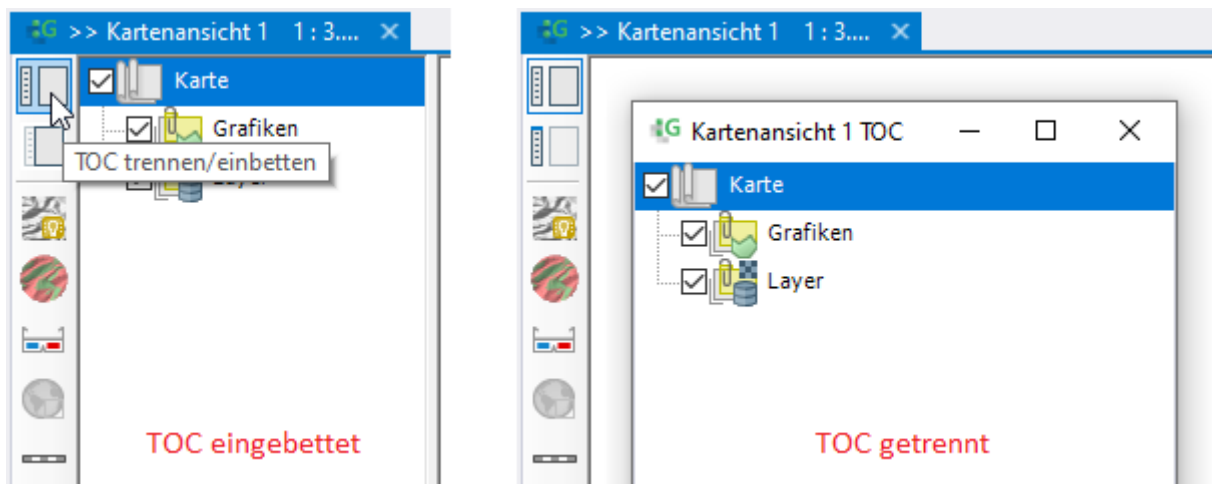 G >> Kartenansicht 1 1 : 3....
Karte
Grafiken
TOC trennen/einbetten
Layer
TOC eingebettet
G >> Kartenansicht 1 1 : 3....
G Kartenansicht 1 TOC
Karte
Grafiken
Layer
TOC getrennt